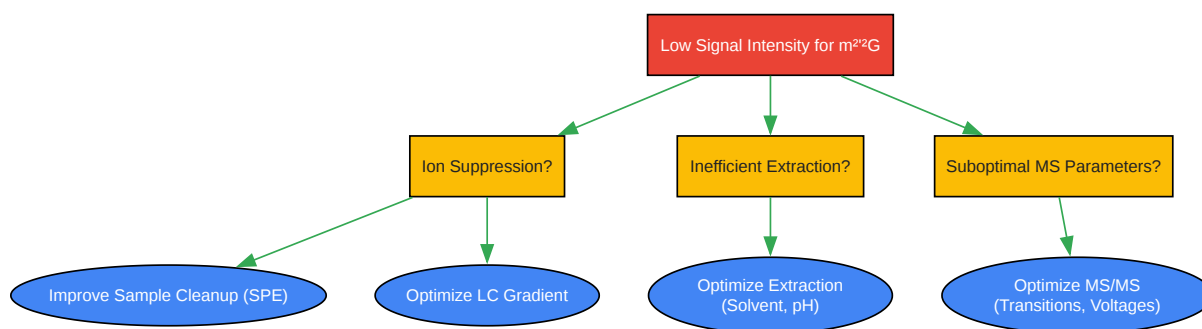 Low Signal Intensity for m²'²G
Ion Suppression?
Inefficient Extraction?
Suboptimal MS Parameters?
Improve Sample Cleanup (SPE)
Optimize LC Gradient
Optimize Extraction
(Solvent, pH)
Optimize MS/MS
(Transitions, Voltages)